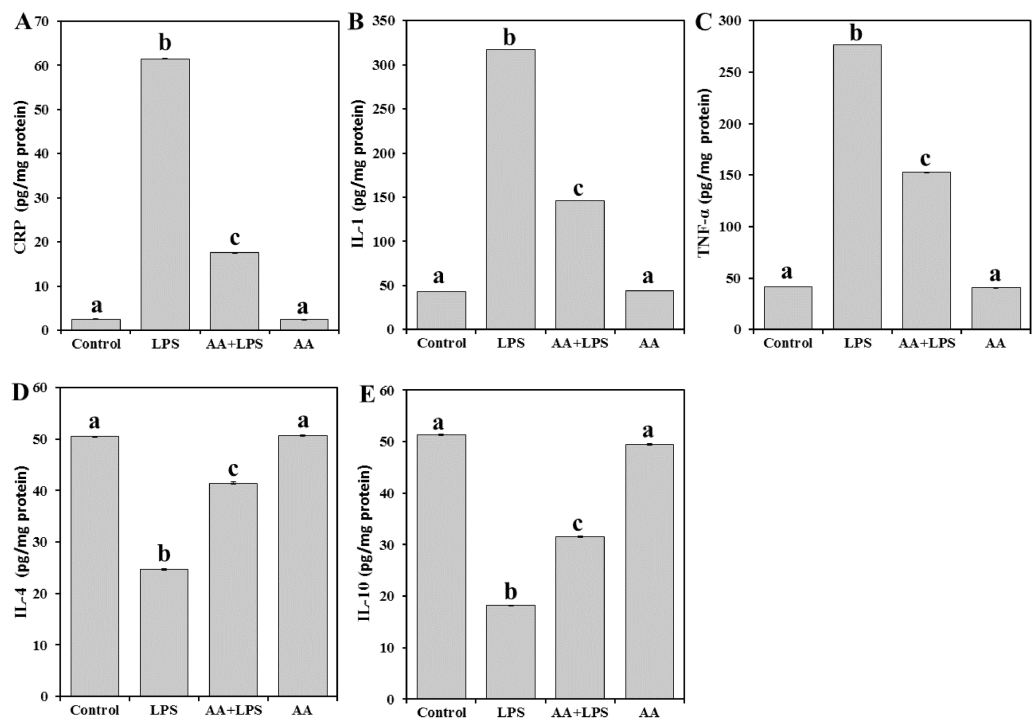 A
CRP (pg/mg protein)
70
60
50
40
30
20
10
0
a
b
c
a
Control LPS AA+LPS AA
B
IL-1 (pg/mg protein)
350
300
250
200
150
100
50
0
a
b
c
a
Control LPS AA+LPS AA
C
TNF-α (pg/mg protein)
300
250
200
150
100
50
0
a
b
c
a
Control LPS AA+LPS AA
D
IL-4 (pg/mg protein)
60
50
40
30
20
10
0
a
b
c
a
Control LPS AA+LPS AA
E
IL-10 (pg/mg protein)
60
50
40
30
20
10
0
a
b
c
a
Control LPS AA+LPS AA